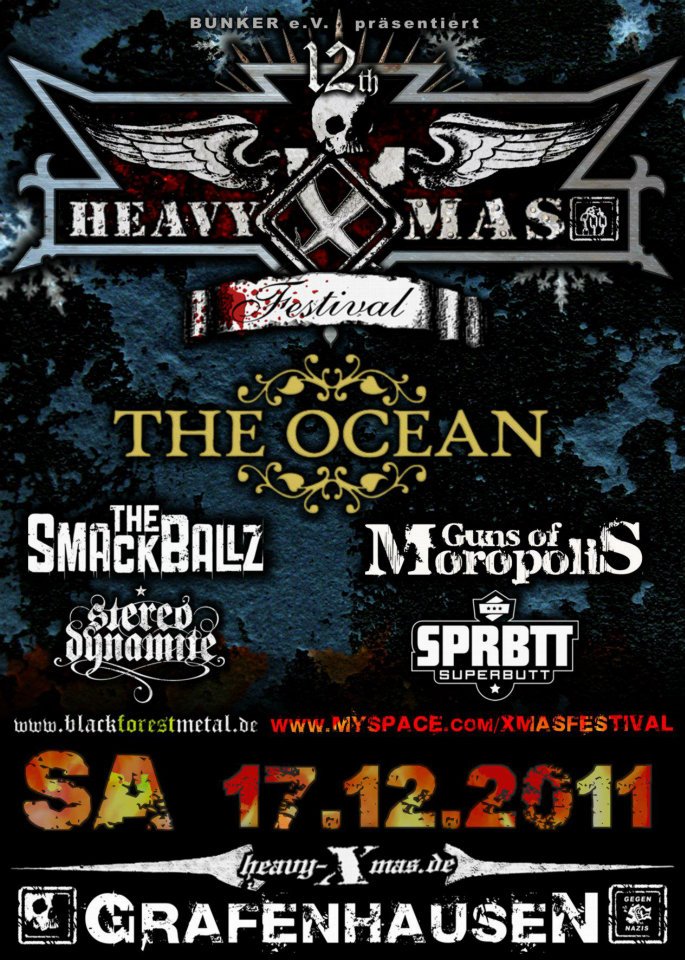 BUNKER e.V. präsentiert
12th
HEAVY X MAS
Festival
THE OCEAN
THE SMACKBALLZ
Guns of Moropolis
stereo dynamite
SPRBTT
SUPERBUTT
www.blackforestmetal.de www.MYSPACE.com/XMASFESTIVAL
SA 17.12.2011
heavy-Xmas.de
GRAFENHAUSEN
GEGEN
NAZIS